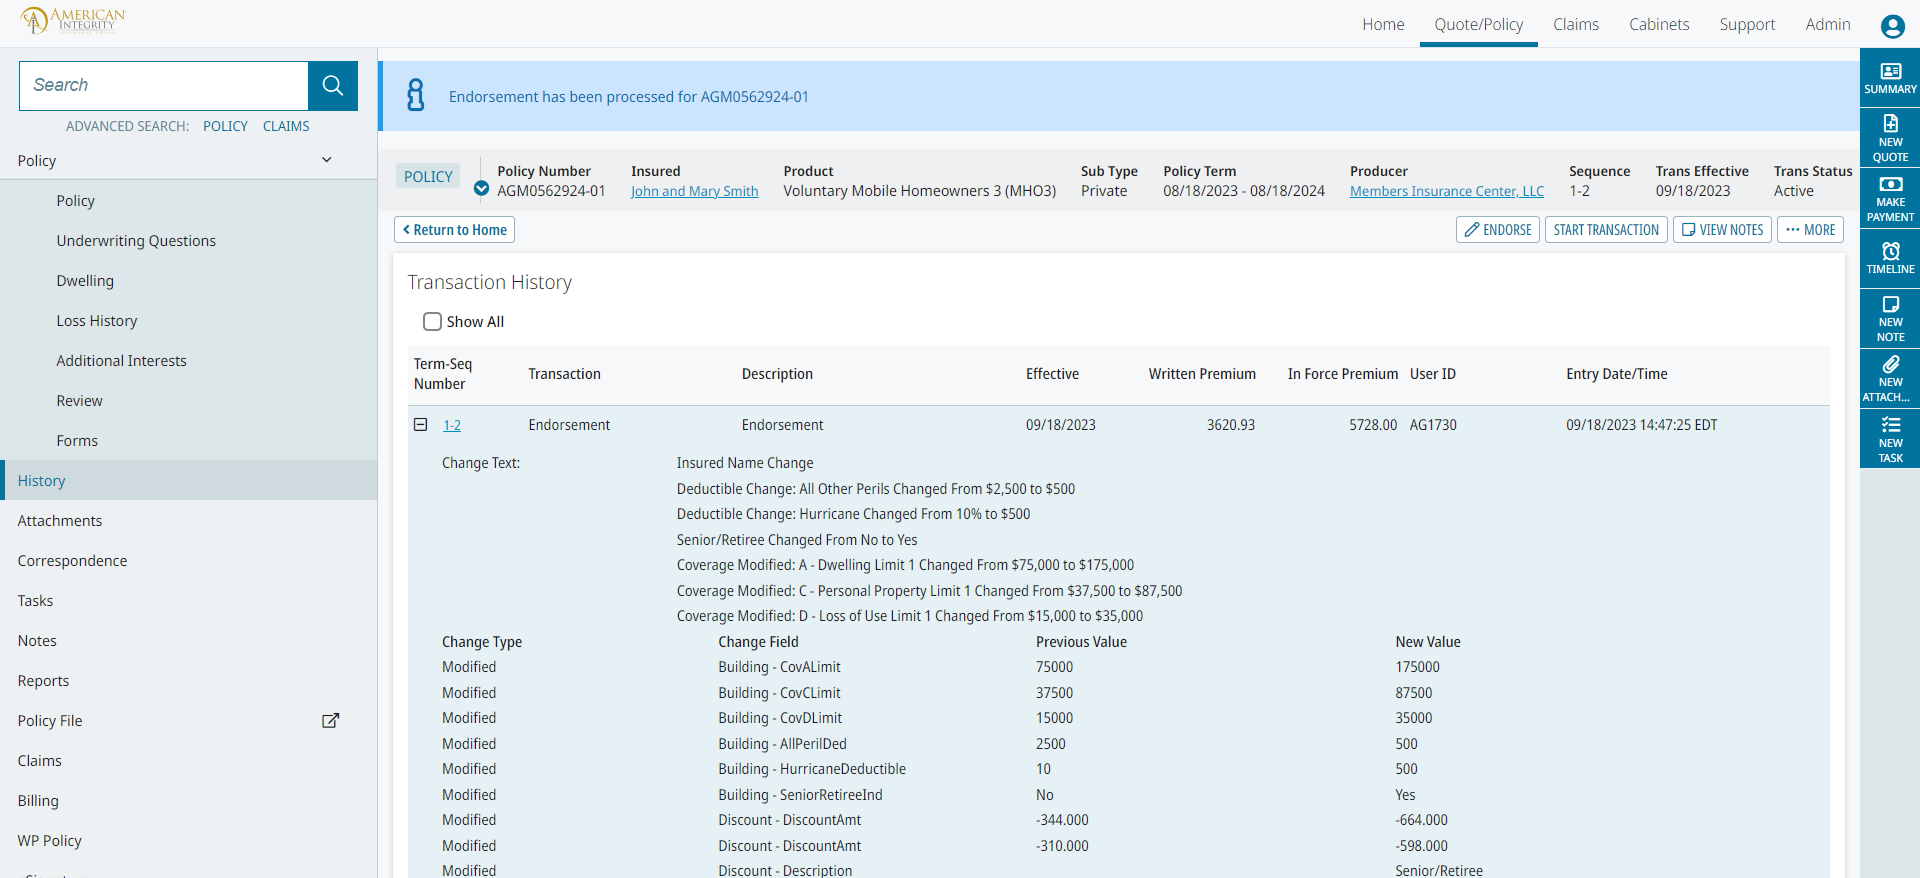 AMERICAN
INTEGRITY
Home Quote/Policy Claims Cabinets Support Admin
Search
ADVANCED SEARCH: POLICY CLAIMS
Policy
Policy
Underwriting Questions
Dwelling
Loss History
Additional Interests
Review
Forms
History
Attachments
Correspondence
Tasks
Notes
Reports
Policy File
Claims
Billing
WP Policy
Endorsement has been processed for AGM0562924-01
POLICY
Policy Number Insured Product Sub Type Policy Term Producer Sequence Trans Effective Trans Status
AGM0562924-01 John and Mary Smith Voluntary Mobile Homeowners 3 (MHO3) Private 08/18/2023 - 08/18/2024 Members Insurance Center, LLC 1-2 09/18/2023 Active
Return to Home ENDORSE START TRANSACTION VIEW NOTES ••• MORE
Transaction History
Show All
Term-Seq Number Transaction Description Effective Written Premium In Force Premium User ID Entry Date/Time
1-2 Endorsement Endorsement 09/18/2023 3620.93 5728.00 AG1730 09/18/2023 14:47:25 EDT
Change Text: Insured Name Change
Deductible Change: All Other Perils Changed From $2,500 to $500
Deductible Change: Hurricane Changed From 10% to $500
Senior/Retiree Changed From No to Yes
Coverage Modified: A - Dwelling Limit 1 Changed From $75,000 to $175,000
Coverage Modified: C - Personal Property Limit 1 Changed From $37,500 to $87,500
Coverage Modified: D - Loss of Use Limit 1 Changed From $15,000 to $35,000
Change Type Change Field Previous Value New Value
Modified Building - CovALimit 75000 175000
Modified Building - CovCLimit 37500 87500
Modified Building - CovDLimit 15000 35000
Modified Building - AllPerilDed 2500 500
Modified Building - HurricaneDeductible 10 500
Modified Building - SeniorRetireeInd No Yes
Modified Discount - DiscountAmt -344.000 -664.000
Modified Discount - DiscountAmt -310.000 -598.000
Modified Discount - Description Senior/Retiree
SUMMARY
NEW
QUOTE
MAKE
PAYMENT
TIMELINE
NEW
NOTE
NEW
ATTACH...
NEW
TASK